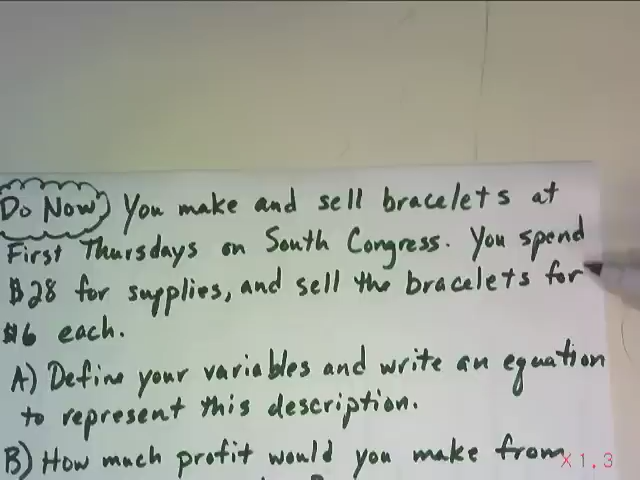 Do Now) You make and sell bracelets at
First Thursdays on South Congress. You spend
$28 for supplies, and sell the bracelets for
$6 each.
A) Define your variables and write an equation
to represent this description.
B) How much profit would you make from
X1.3